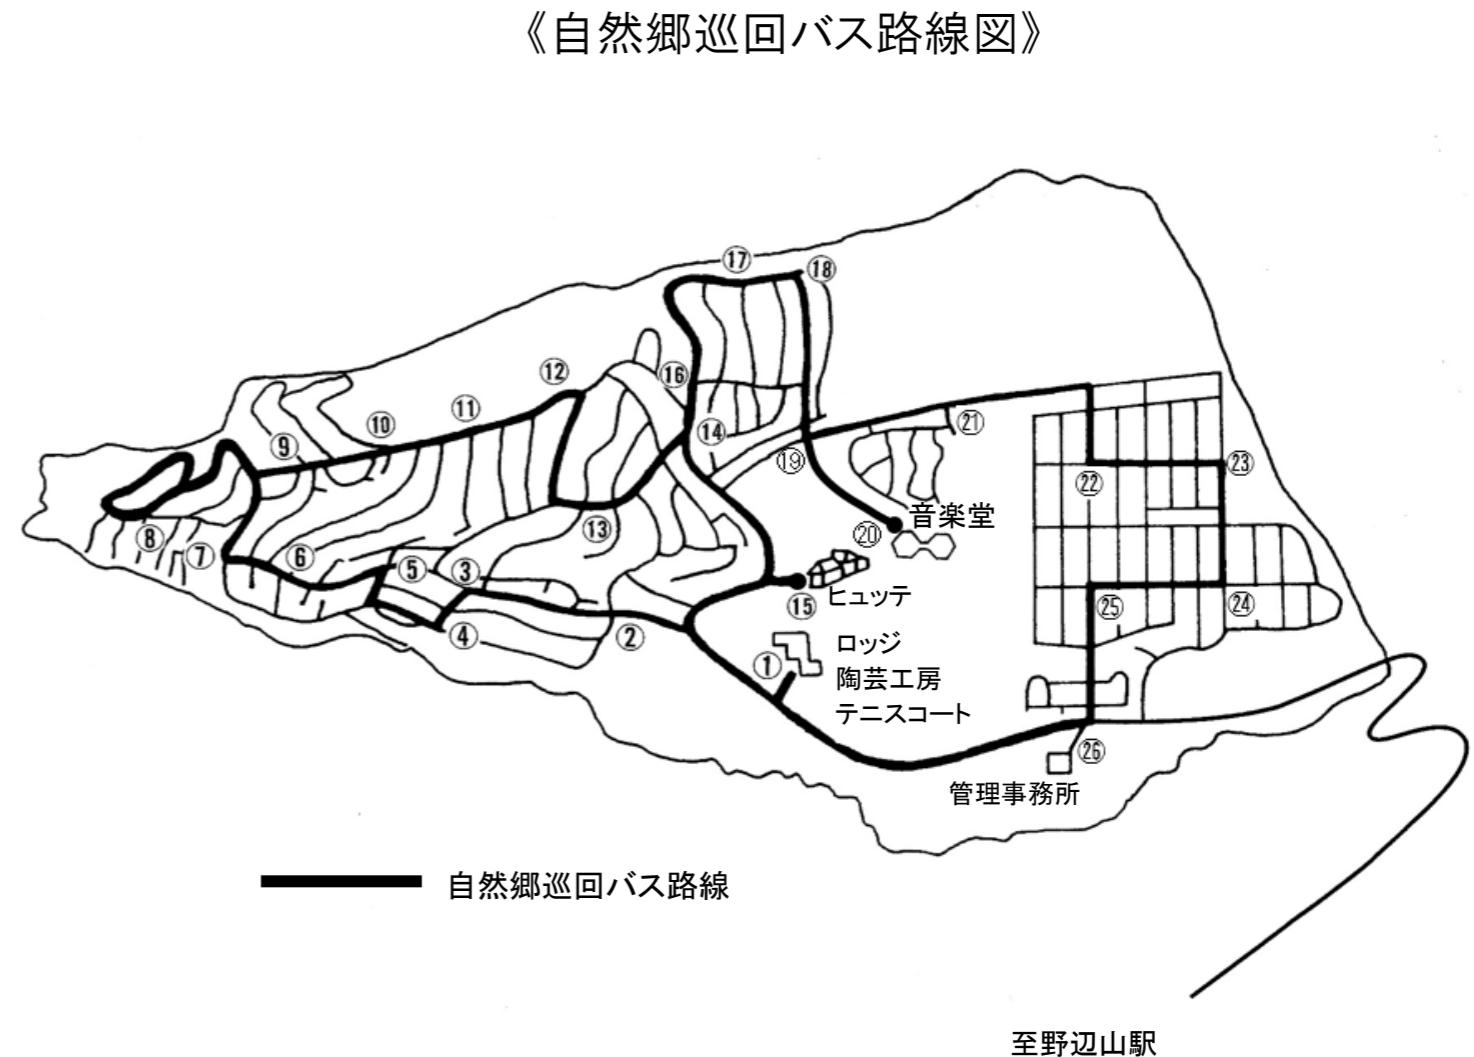 《自然郷巡回バス路線図》
⑰
⑱
⑫
⑯
⑪
⑩
⑭
㉑
⑨
⑲
㉓
㉒
⑬
音楽堂
⑧
⑦
⑥
⑳
⑤
③
ヒュッテ
⑮
㉕
㉔
④
②
ロッジ
①
陶芸工房
テニスコート
㉖
管理事務所
自然郷巡回バス路線
至野辺山駅